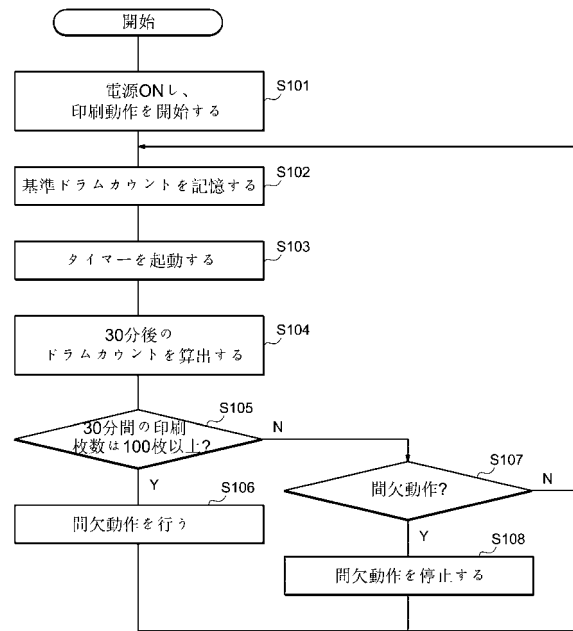 開始
電源ONし、
印刷動作を開始する
S101
基準ドラムカウントを記憶する
S102
タイマーを起動する
S103
30分後の
ドラムカウントを算出する
S104
30分間の印刷
枚数は100枚以上?
S105
N
Y
間欠動作を行う
S106
間欠動作?
S107
N
Y
間欠動作を停止する
S108